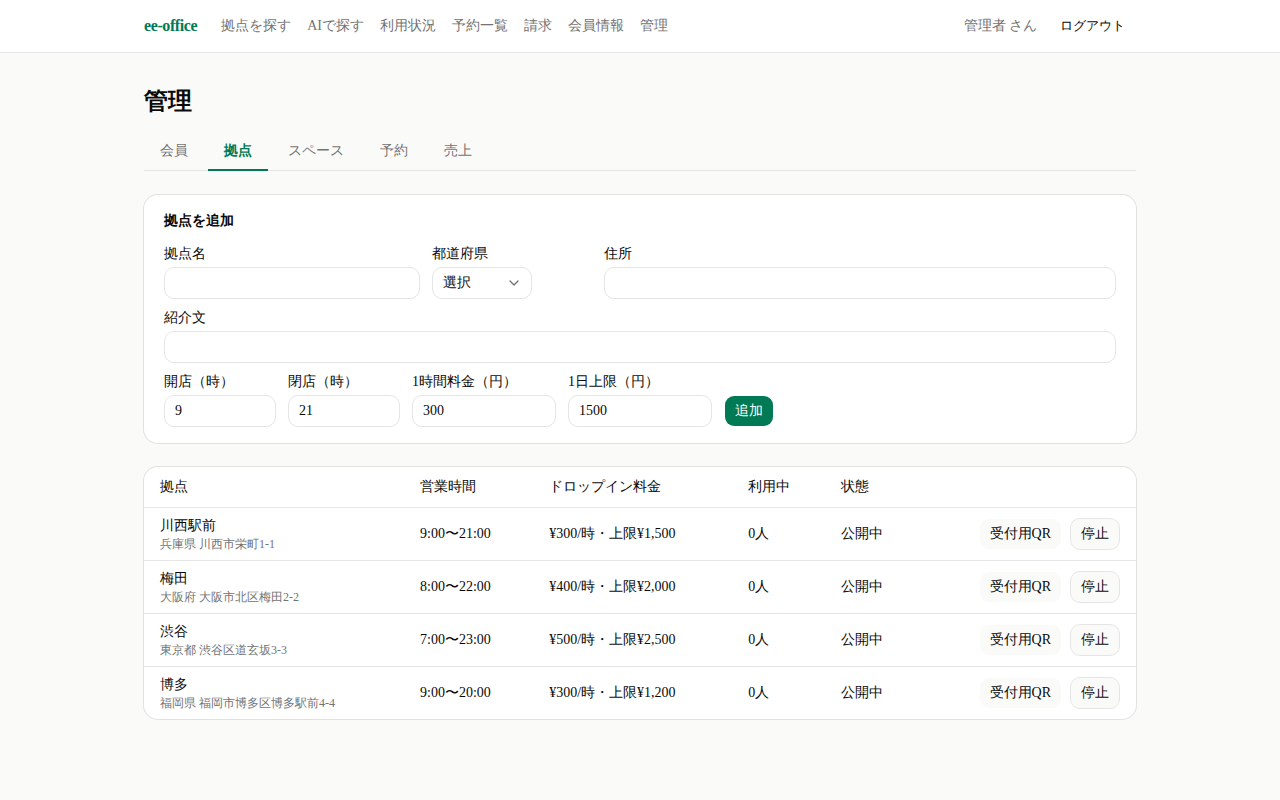 ee-office 拠点を探す AIで探す 利用状況 予約一覧 請求 会員情報 管理 管理者 さん ログアウト
管理
会員 拠点 スペース 予約 売上
拠点を追加
拠点名 都道府県 住所
選択
紹介文
開店（時） 閉店（時） 1時間料金（円） 1日上限（円）
9 21 300 1500 追加
拠点 営業時間 ドロップイン料金 利用中 状態
川西駅前
兵庫県 川西市栄町1-1
9:00〜21:00 ¥300/時・上限¥1,500 0人 公開中 受付用QR 停止
梅田
大阪府 大阪市北区梅田2-2
8:00〜22:00 ¥400/時・上限¥2,000 0人 公開中 受付用QR 停止
渋谷
東京都 渋谷区道玄坂3-3
7:00〜23:00 ¥500/時・上限¥2,500 0人 公開中 受付用QR 停止
博多
福岡県 福岡市博多区博多駅前4-4
9:00〜20:00 ¥300/時・上限¥1,200 0人 公開中 受付用QR 停止